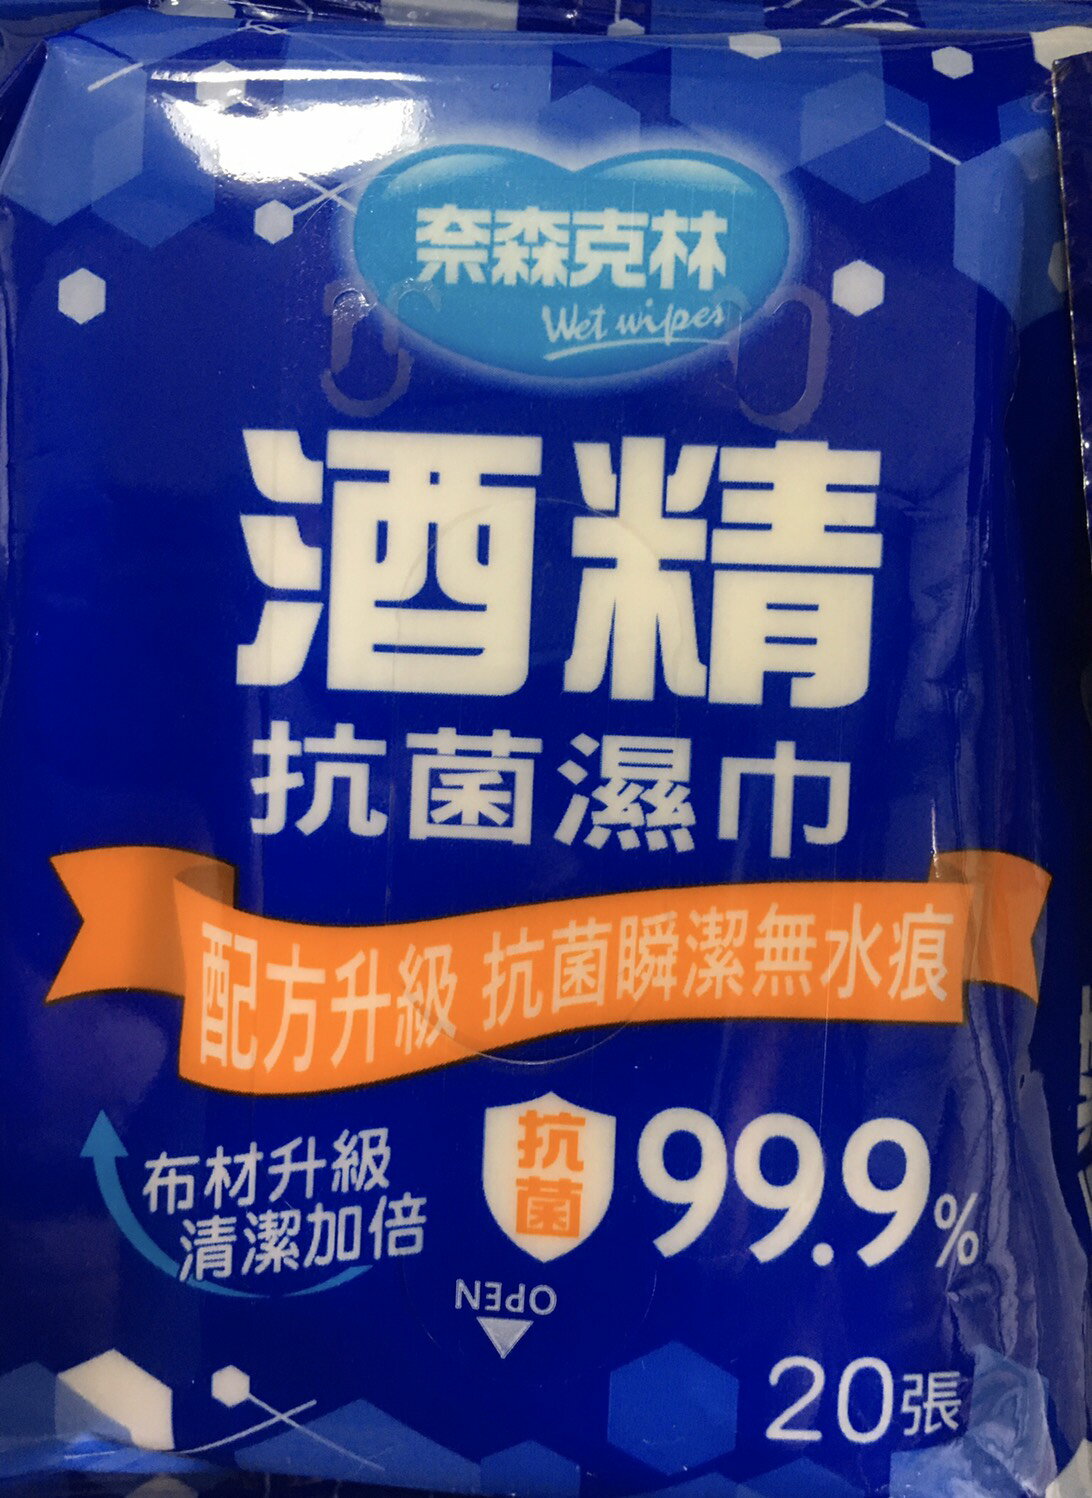 奈森克林
Wet wipes
酒精
抗菌濕巾
配方升級 抗菌瞬潔無水痕
布材升級
清潔加倍
抗菌
99.9%
OPEN
20張